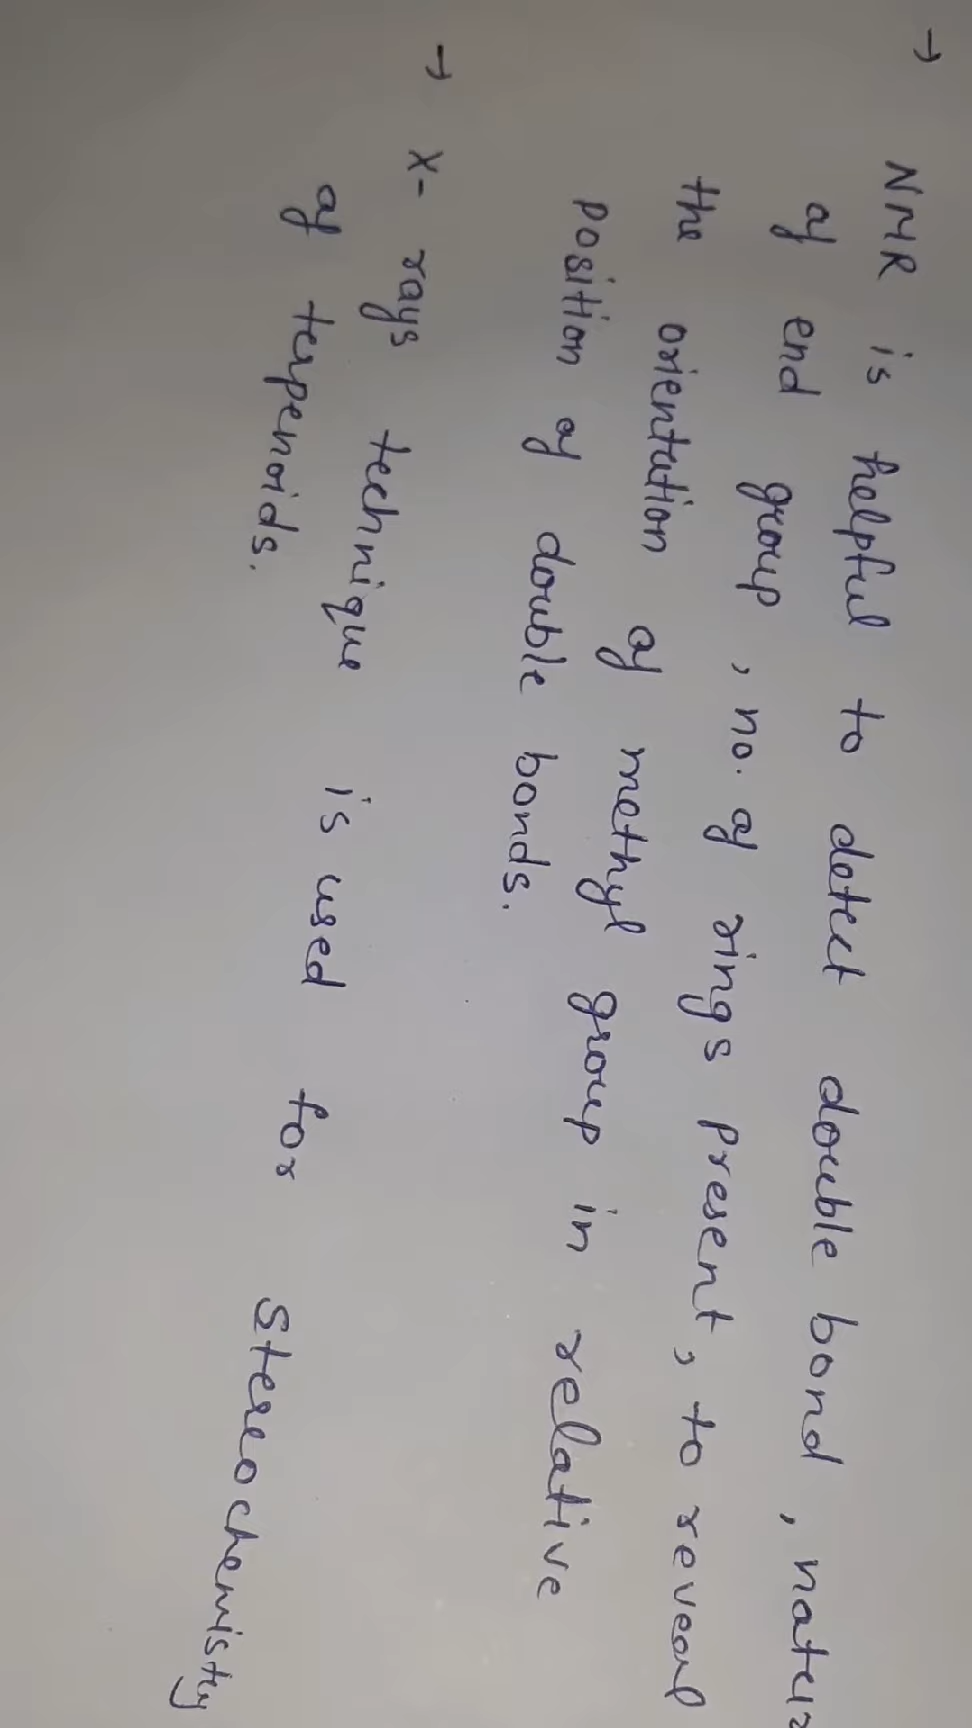 → NMR is helpful to detect double bond, nature
of end group, no. of rings present, to reveal
the orientation of methyl group in relative
position of double bonds.
→ X-rays technique is used for stereochemisty
of terpenoids.